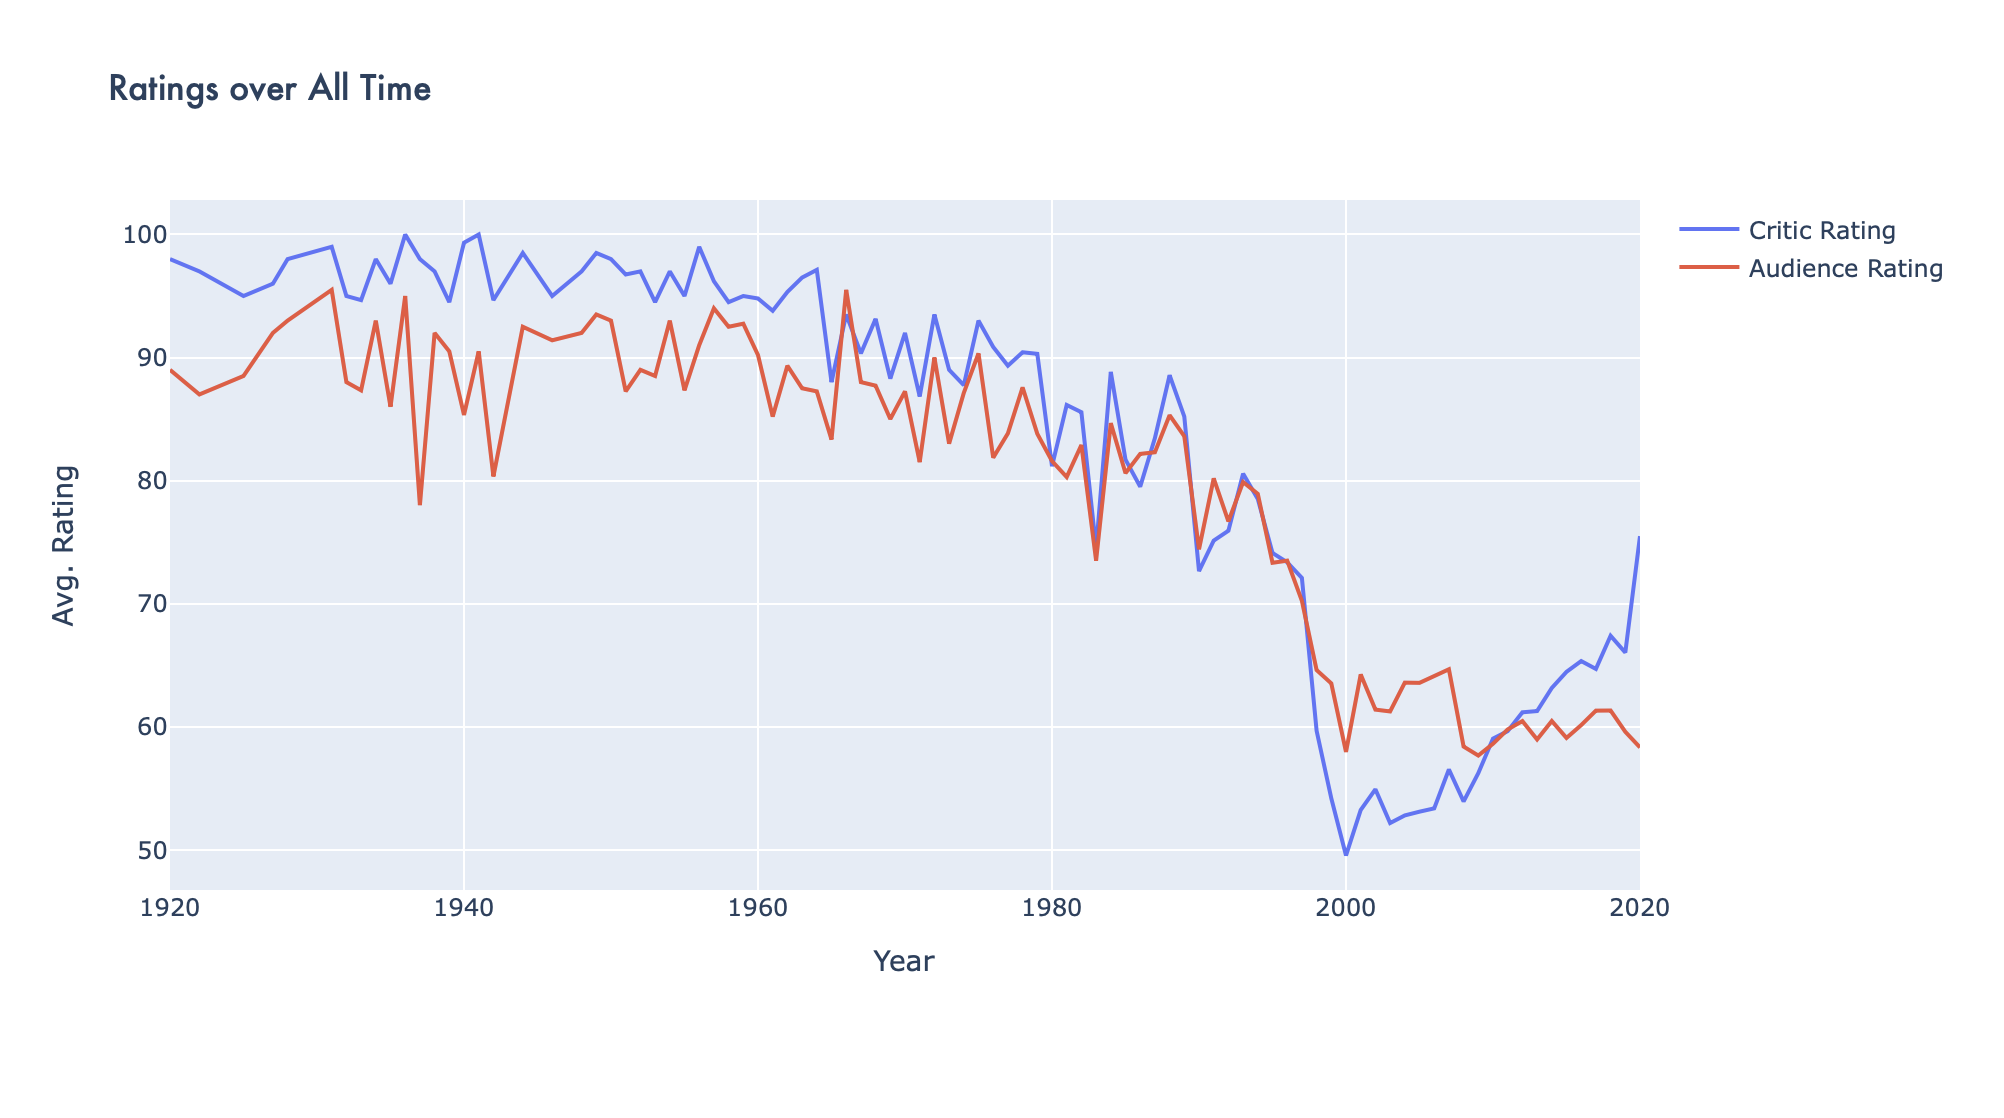 Ratings over All Time
Critic Rating
Audience Rating
100
90
80
70
60
50
Avg. Rating
1920
1940
1960
1980
2000
2020
Year